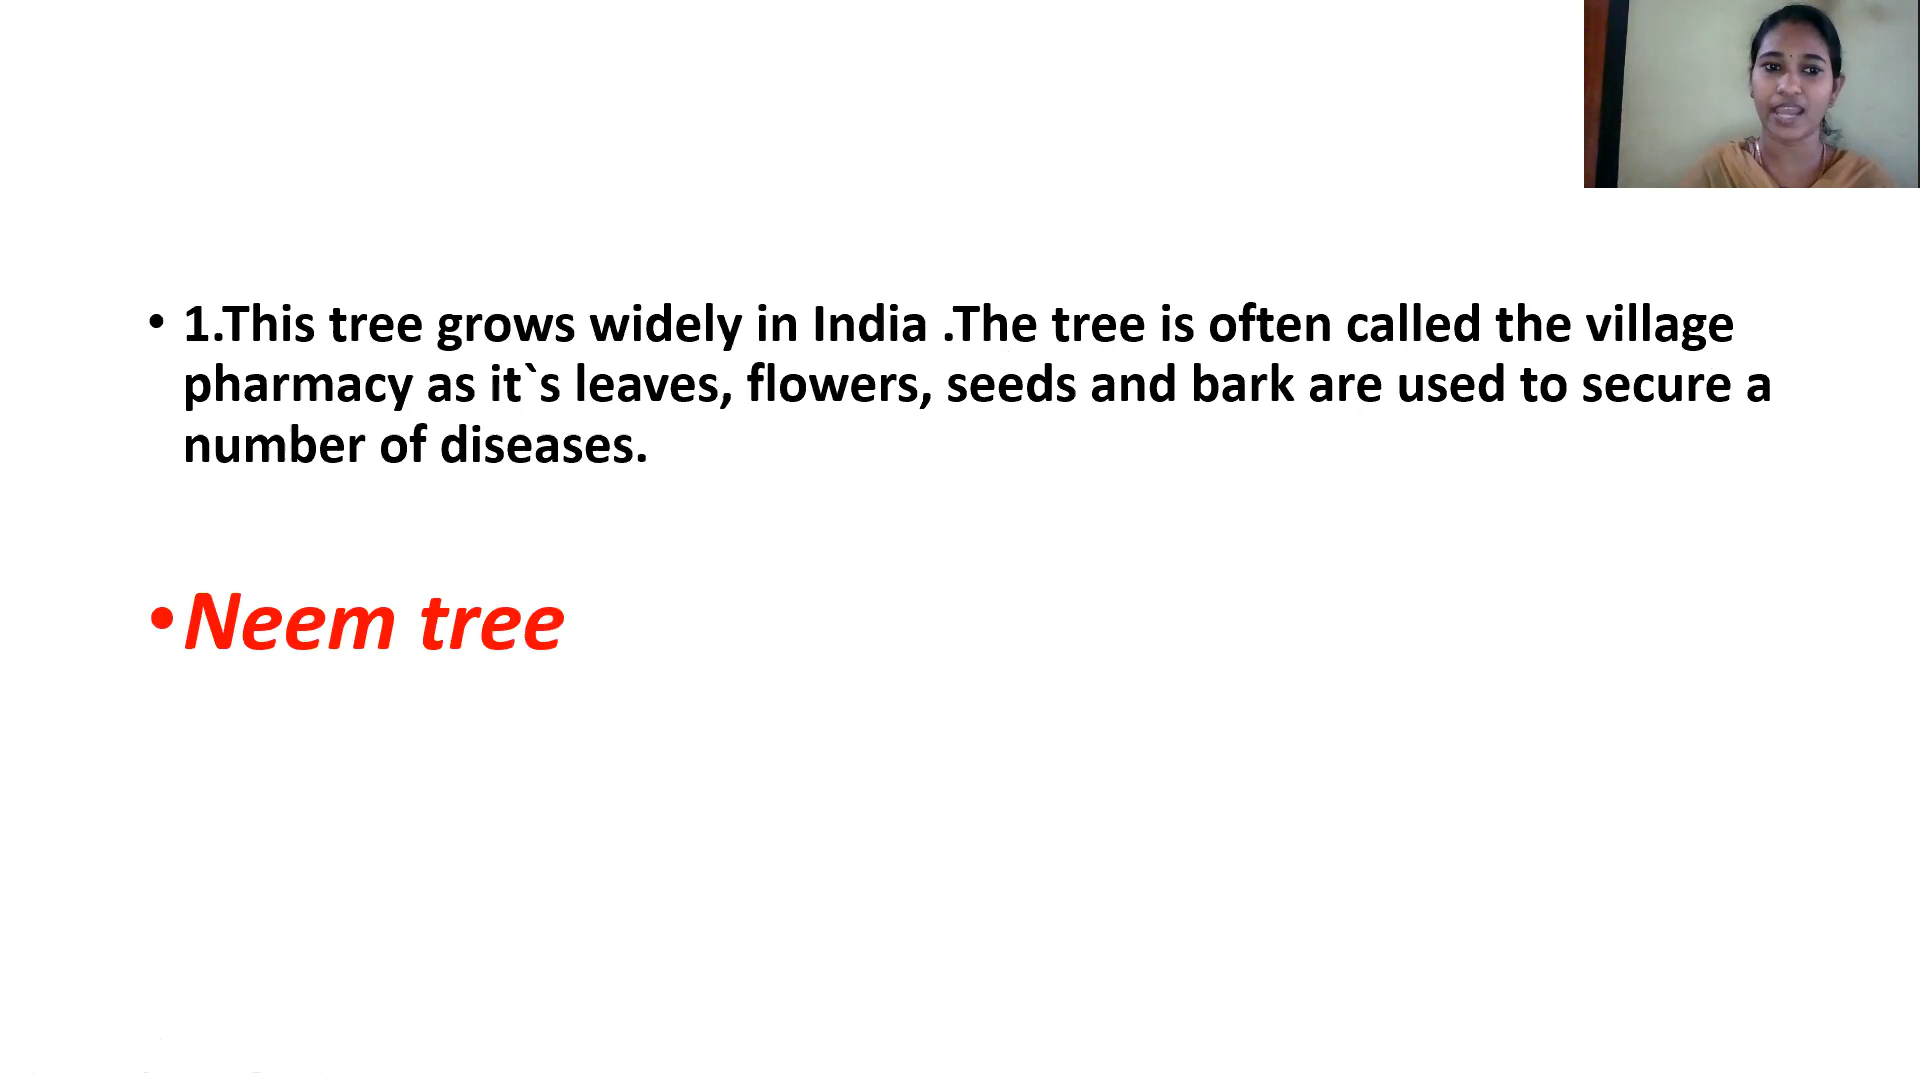 • 1.This tree grows widely in India .The tree is often called the village
pharmacy as it`s leaves, flowers, seeds and bark are used to secure a
number of diseases.
• Neem tree